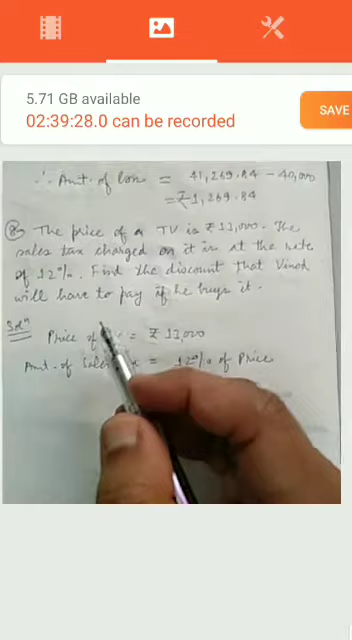 5.71 GB available
02:39:28.0 can be recorded
SAVE
∴ Amt. of loss = 41,269.84 - 40,000
= ₹1,269.84
The price of a TV is ₹13,000. The
sales tax charged on it is at the rate
of 12%. Find the discount that Vinod
will have to pay if he buys it.
Solⁿ
Price of = ₹ 13,000
Amt. of Sales = 12% of Price